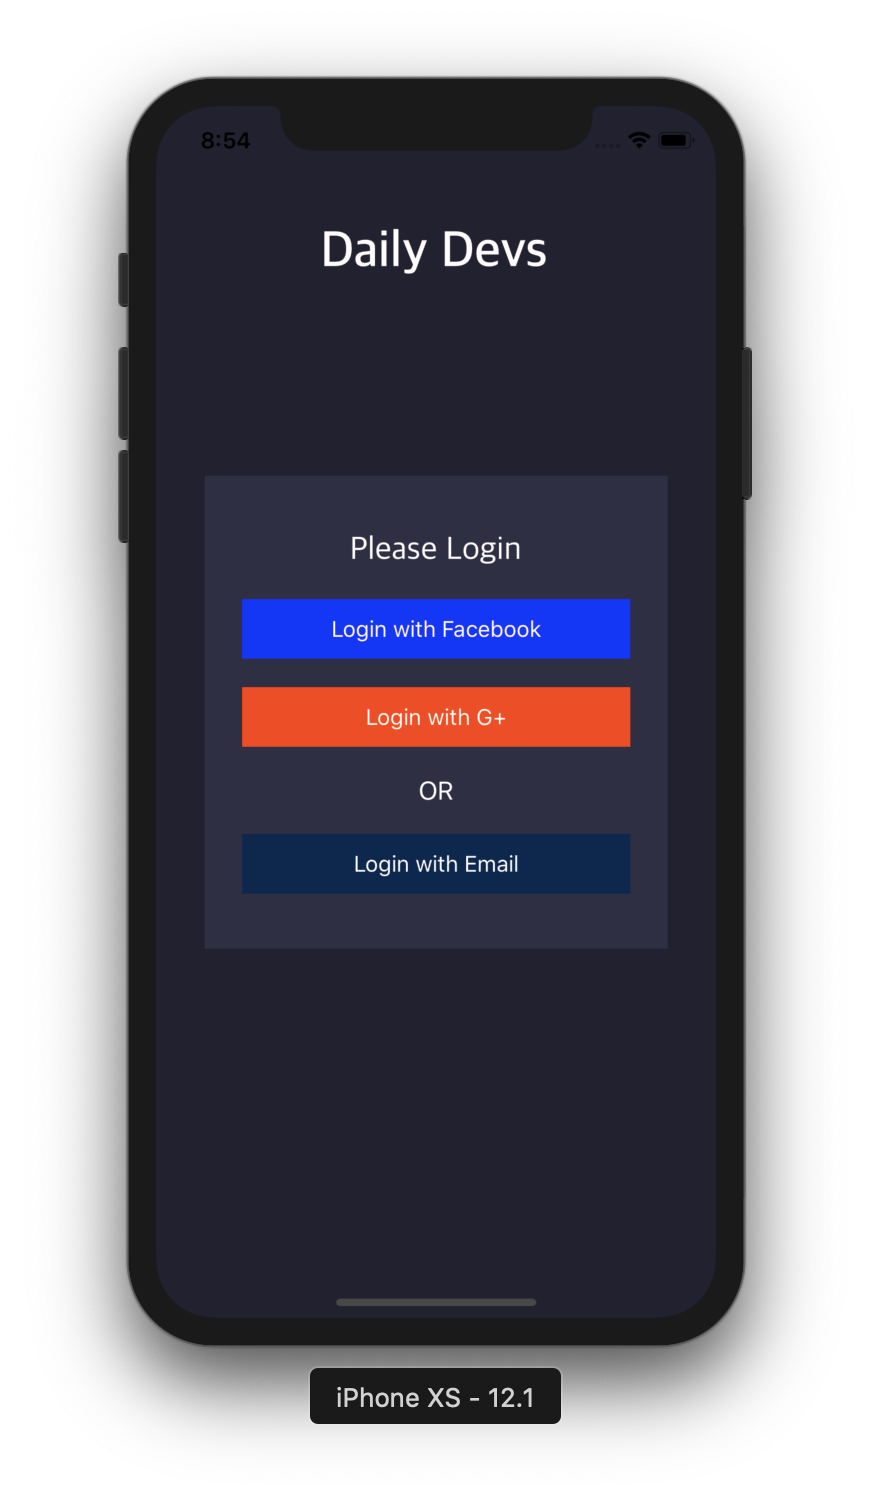 8:54
Daily Devs
Please Login
Login with Facebook
Login with G+
OR
Login with Email
iPhone XS - 12.1